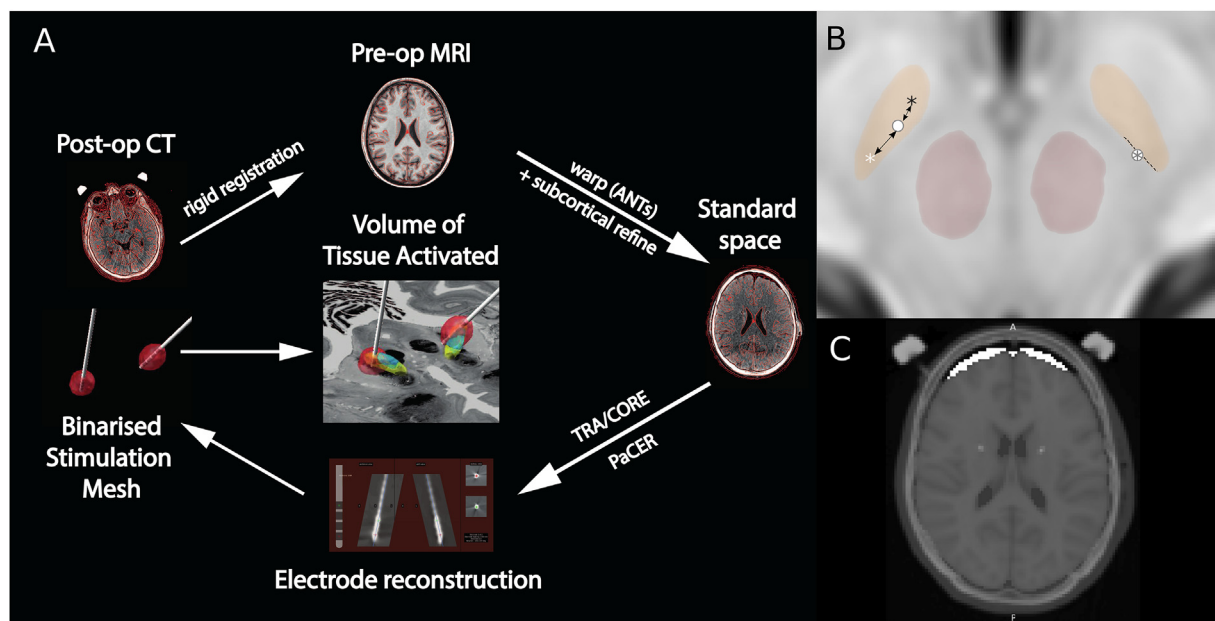 A
Pre-op MRI
Post-op CT
rigid registration
warp (ANTs)
+ subcortical refine
Volume of
Tissue Activated
Standard
space
Binarised
Stimulation
Mesh
TRA/CORE
PaCER
Electrode reconstruction
B
C
A
P